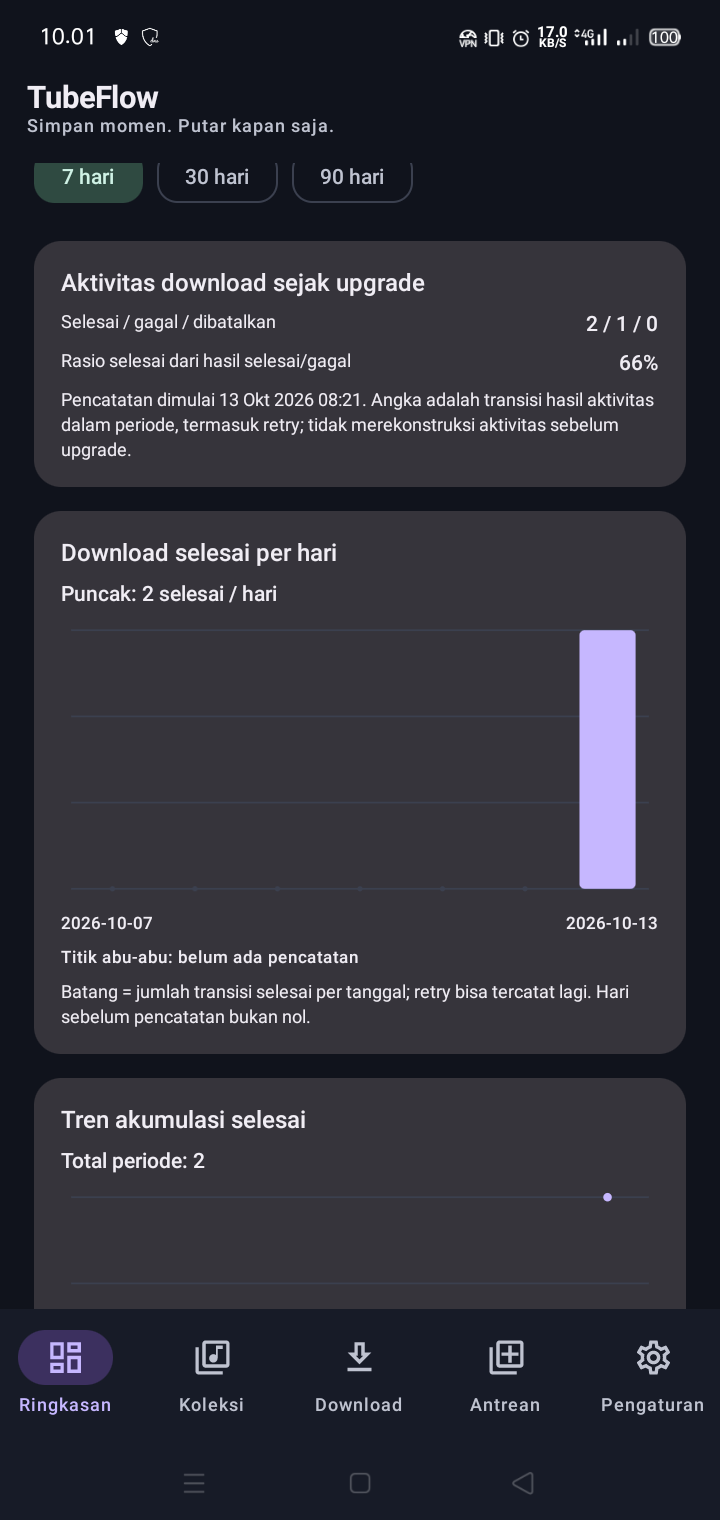 10.01
VPN
17.0
KB/S
4G
100
TubeFlow
Simpan momen. Putar kapan saja.
7 hari
30 hari
90 hari
Aktivitas download sejak upgrade
Selesai / gagal / dibatalkan
2 / 1 / 0
Rasio selesai dari hasil selesai/gagal
66%
Pencatatan dimulai 13 Okt 2026 08:21. Angka adalah transisi hasil aktivitas
dalam periode, termasuk retry; tidak merekonstruksi aktivitas sebelum
upgrade.
Download selesai per hari
Puncak: 2 selesai / hari
2026-10-07
2026-10-13
Titik abu-abu: belum ada pencatatan
Batang = jumlah transisi selesai per tanggal; retry bisa tercatat lagi. Hari
sebelum pencatatan bukan nol.
Tren akumulasi selesai
Total periode: 2
Ringkasan
Koleksi
Download
Antrean
Pengaturan